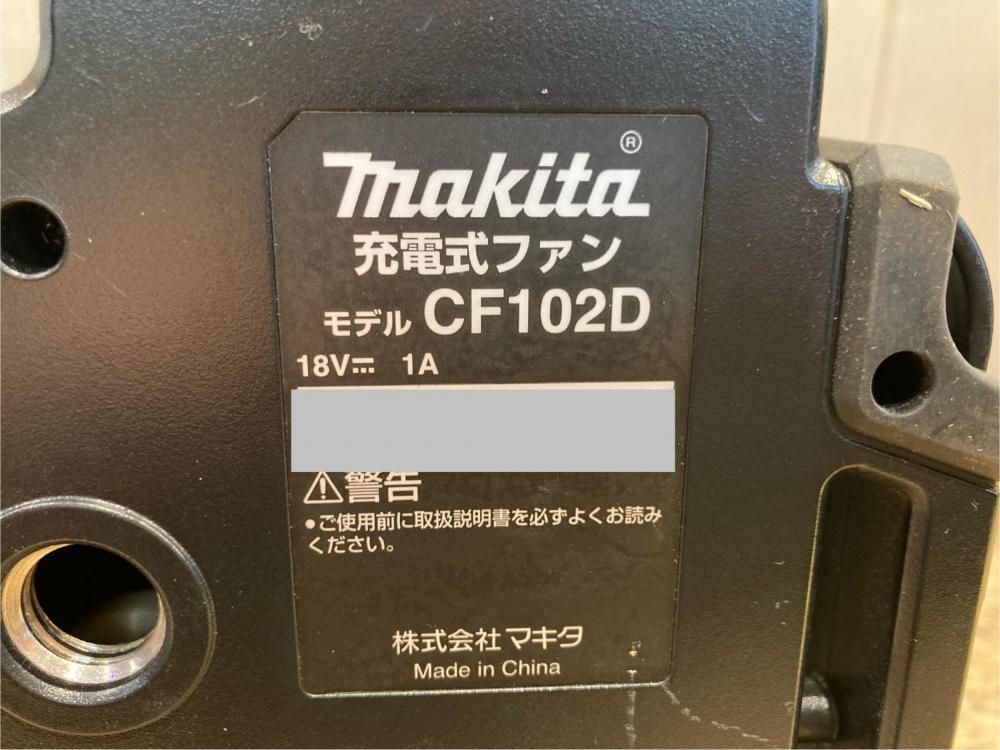 makita®
充電式ファン
モデル CF102D
18V⎓ 1A
⚠警告
•ご使用前に取扱説明書を必ずよくお読み
ください。
株式会社 マキタ
Made in China